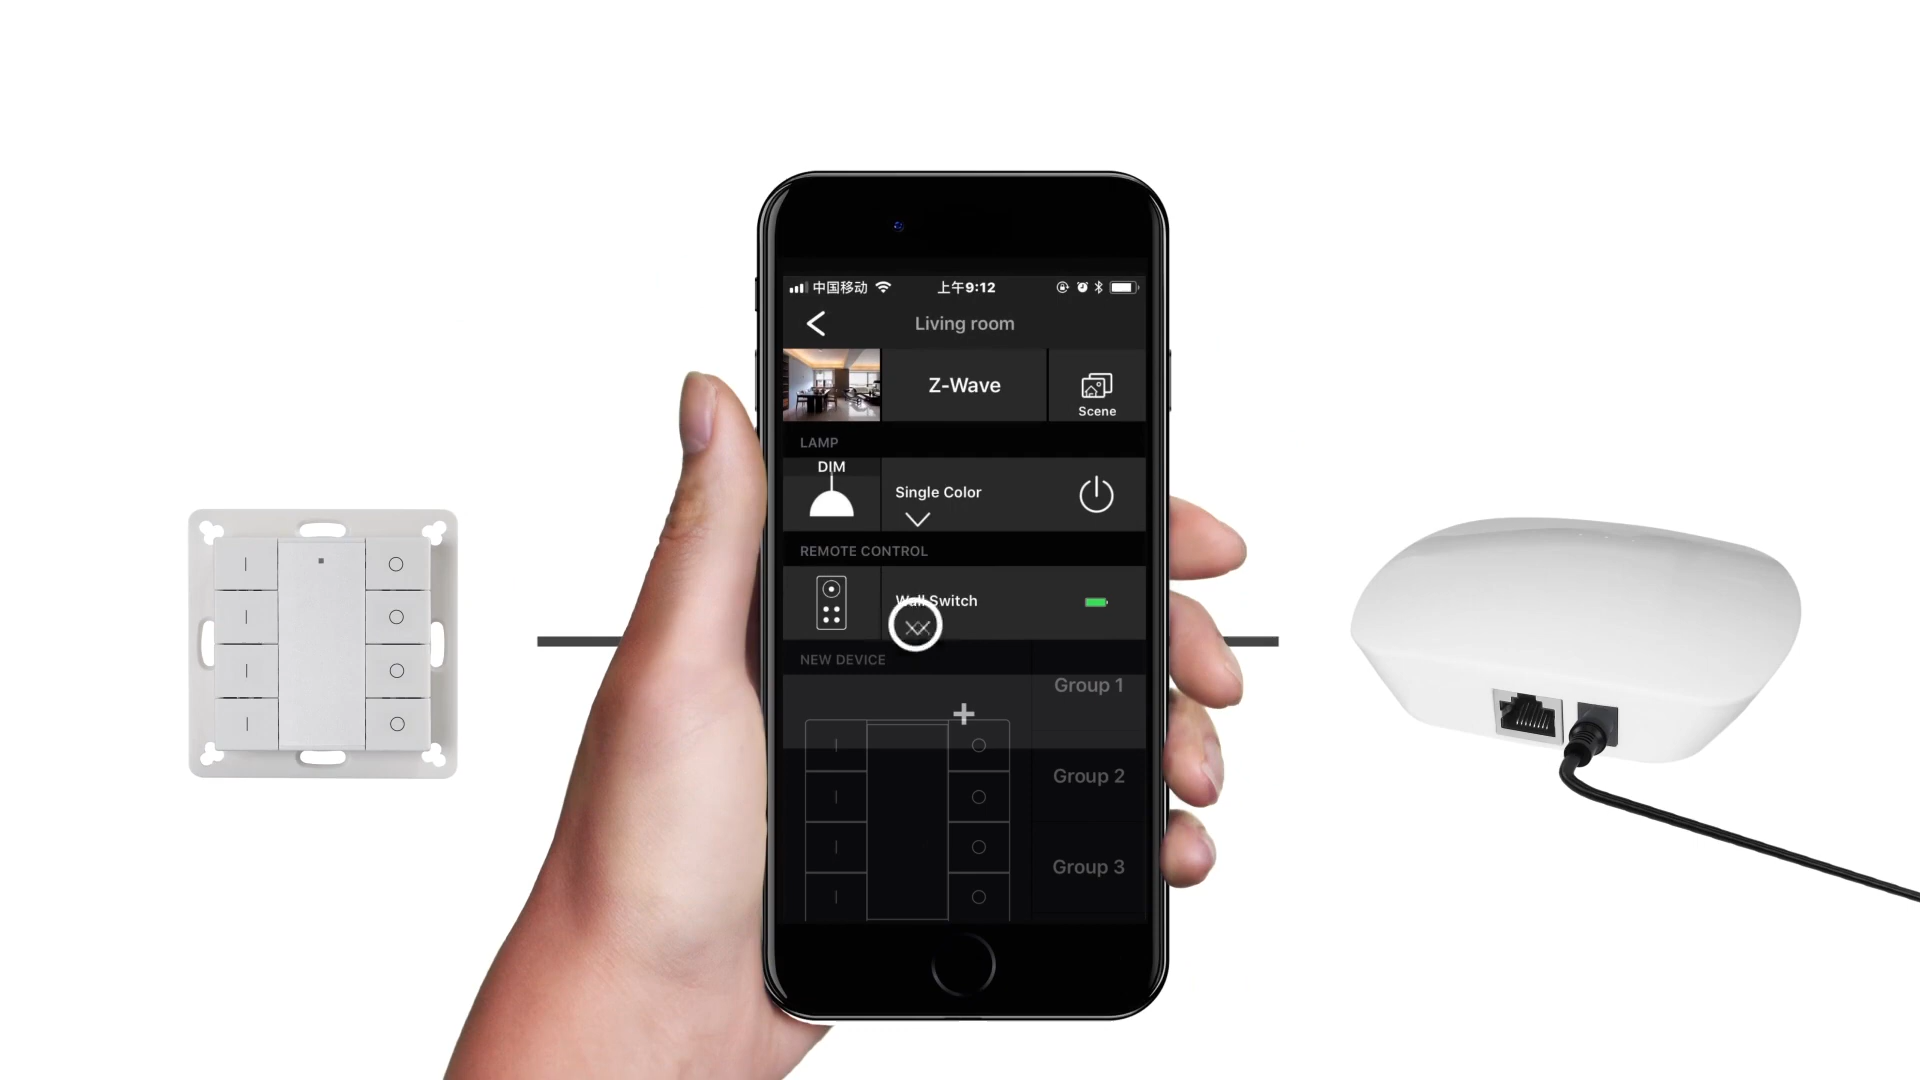 中国移动 上午9:12
Living room
Z-Wave
Scene
LAMP
DIM
Single Color
REMOTE CONTROL
Wall Switch
NEW DEVICE
Group 1
Group 2
Group 3